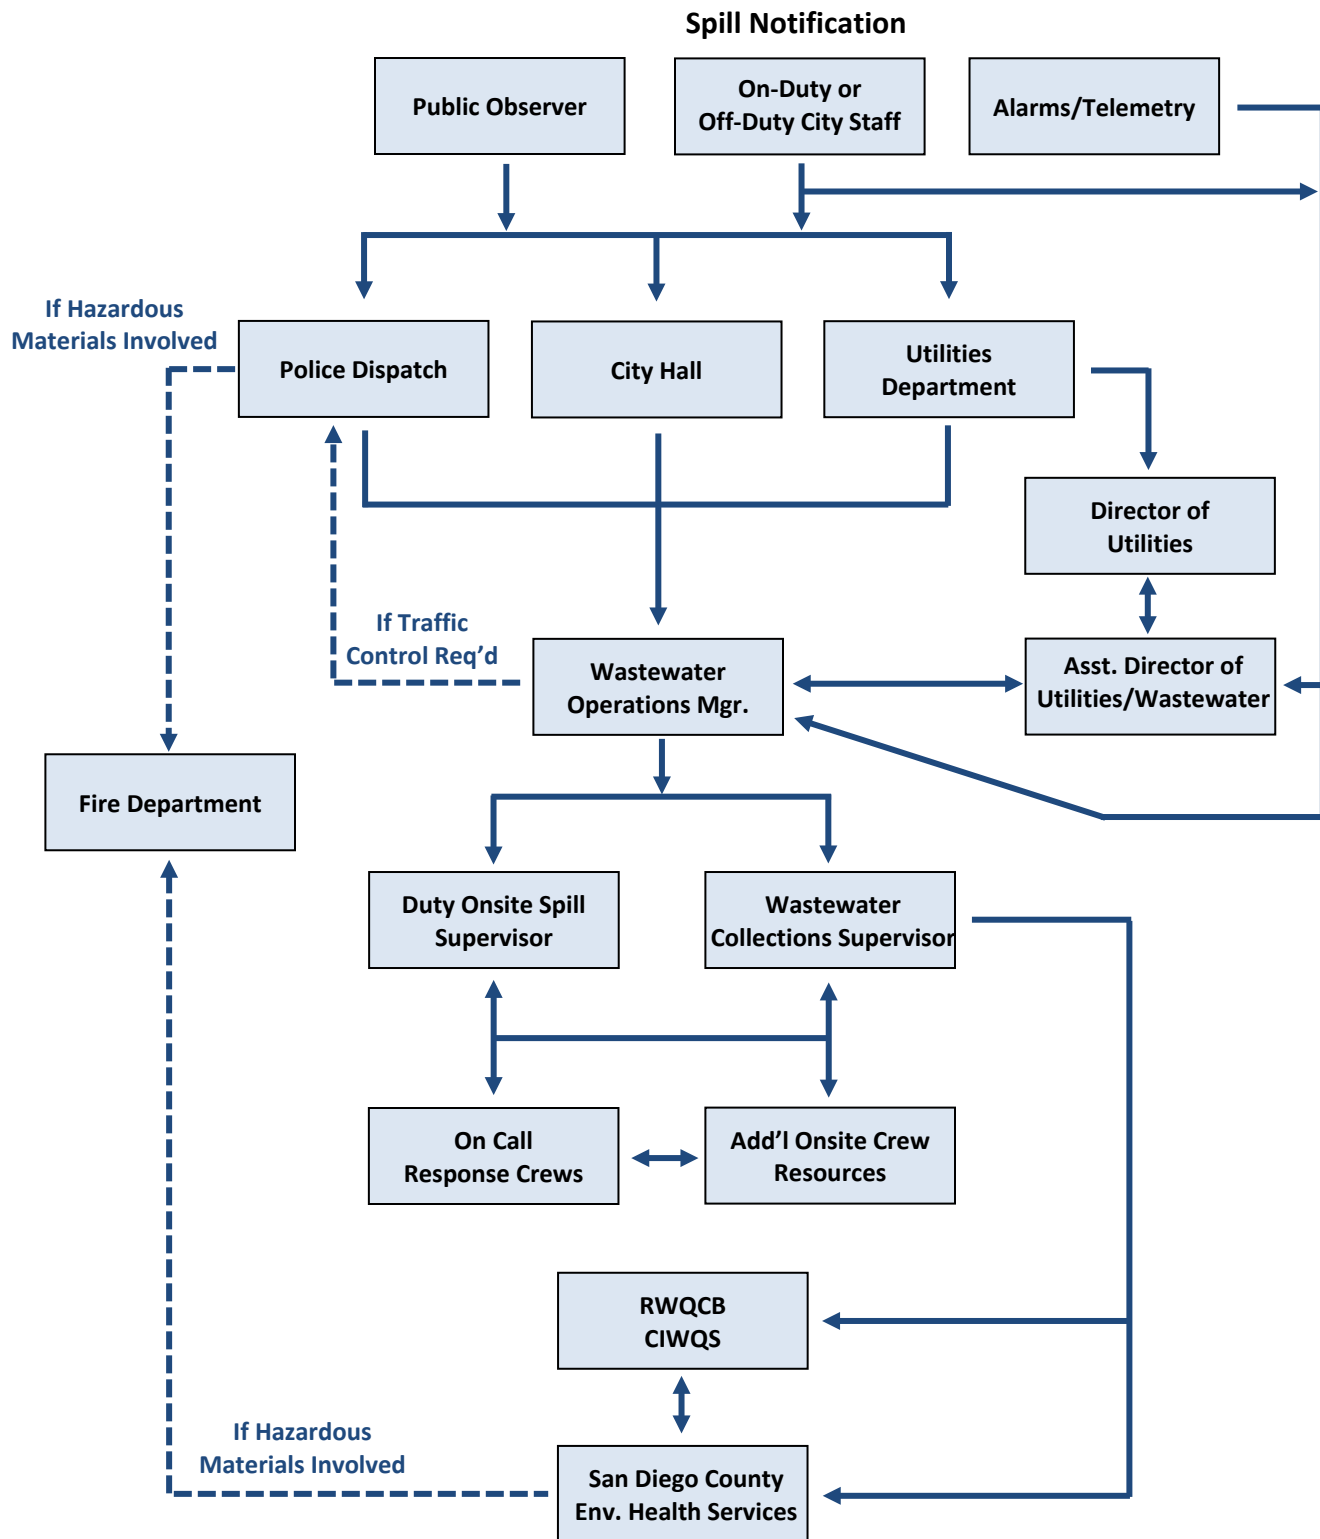 Spill Notification
Public Observer
On-Duty or
Off-Duty City Staff
Alarms/Telemetry
If Hazardous
Materials Involved
Police Dispatch
City Hall
Utilities
Department
Director of
Utilities
If Traffic
Control Req’d
Wastewater
Operations Mgr.
Asst. Director of
Utilities/Wastewater
Fire Department
Duty Onsite Spill
Supervisor
Wastewater
Collections Supervisor
On Call
Response Crews
Add’l Onsite Crew
Resources
RWQCB
CIWQS
If Hazardous
Materials Involved
San Diego County
Env. Health Services